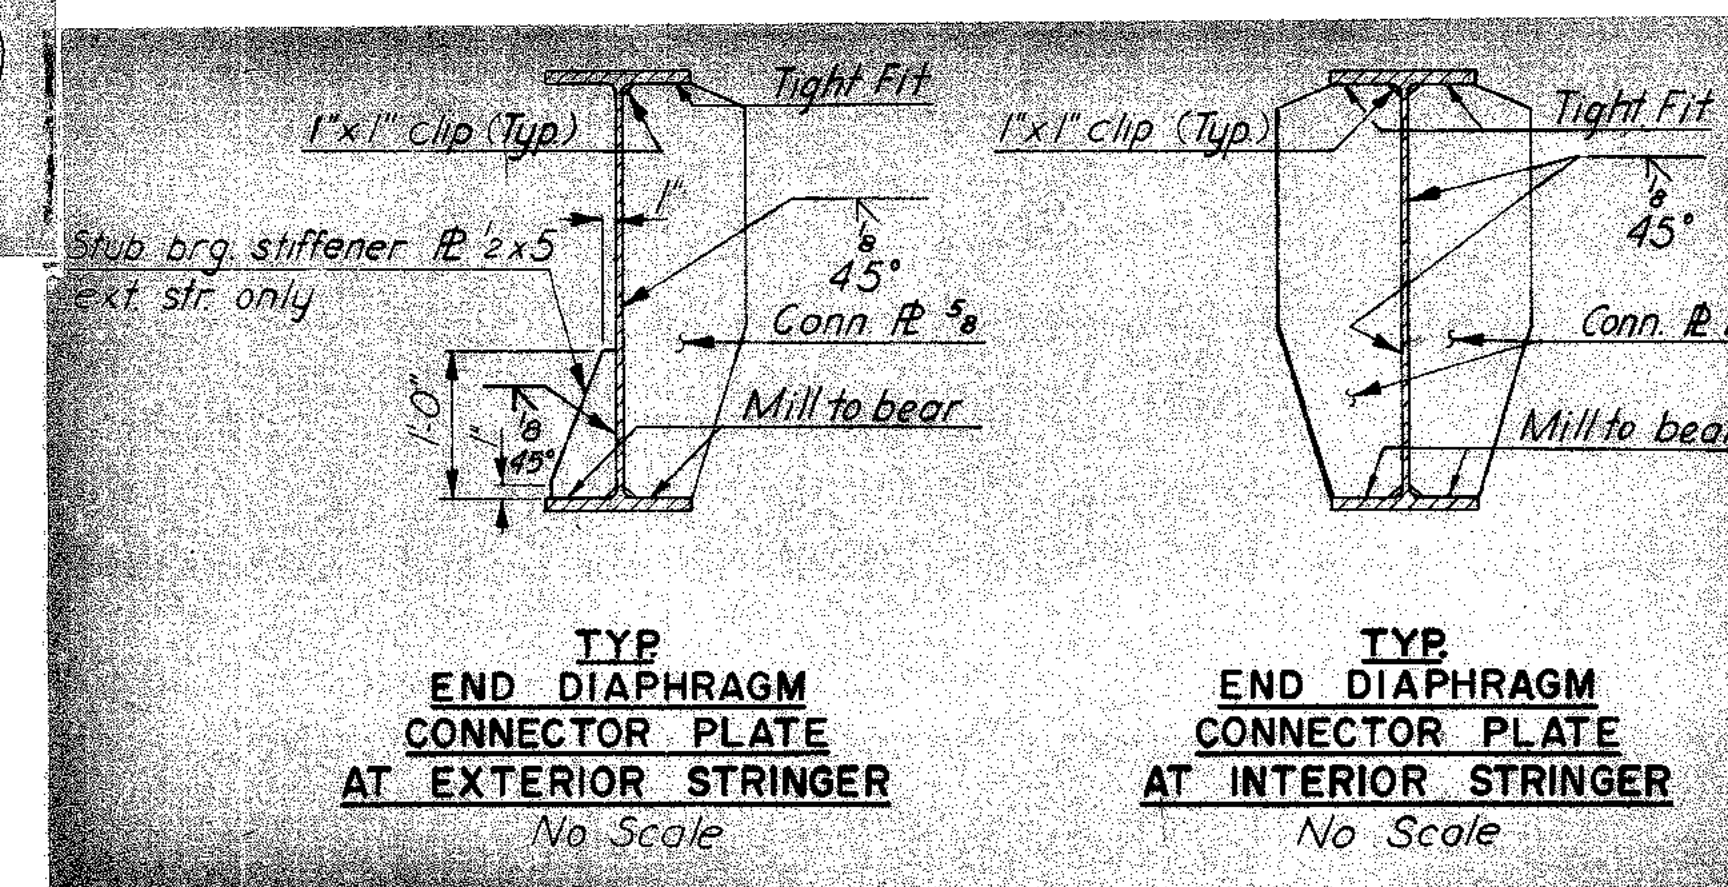 Tight Fit
1"x1" clip (Typ.)
1"
Stub brg. stiffener ℞ 1/2 x 5
ext. str. only
1/8
45°
Conn. ℞ 5/8
1'-0"
1"
1/8
45°
Mill to bear
TYP.
END DIAPHRAGM
CONNECTOR PLATE
AT EXTERIOR STRINGER
No Scale
Tight Fit
1"x1" clip (Typ.)
1/8
45°
Conn. ℞
Mill to bea
TYP.
END DIAPHRAGM
CONNECTOR PLATE
AT INTERIOR STRINGER
No Scale